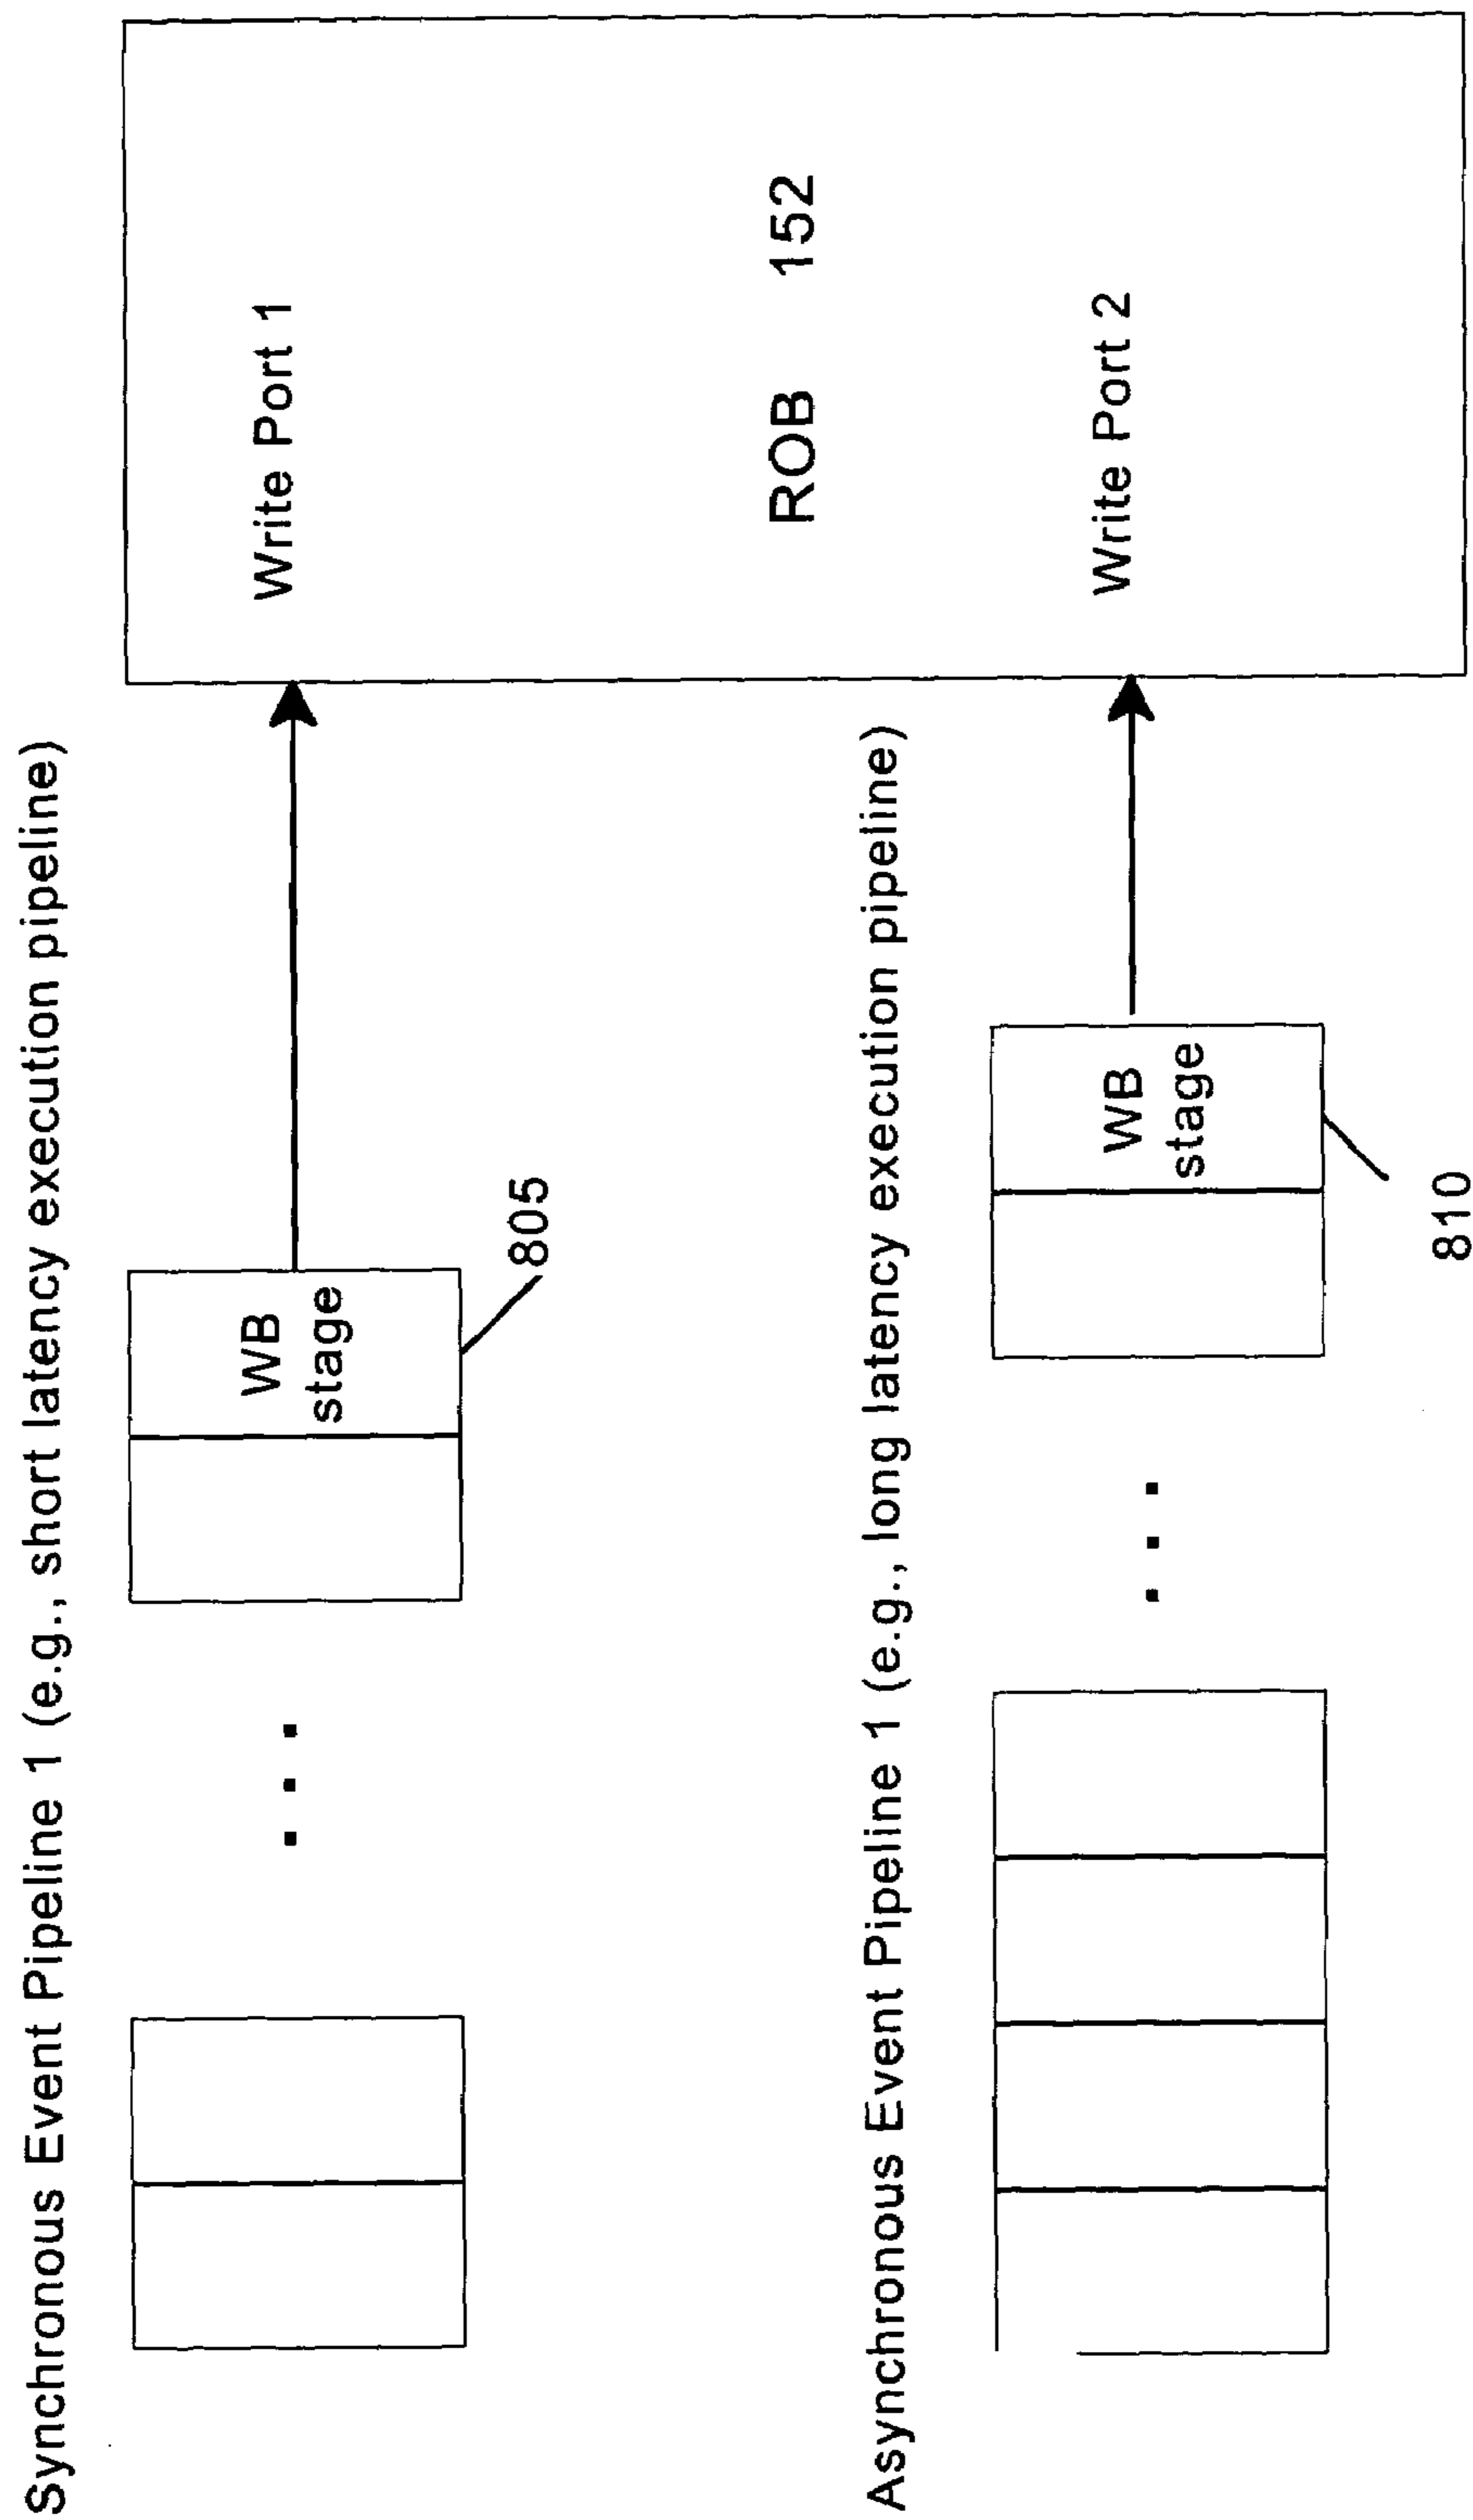 Synchronous Event Pipeline 1 (e.g., short latency execution pipeline)
WB
stage
805
Write Port 1
ROB 152
Asynchronous Event Pipeline 1 (e.g., long latency execution pipeline)
WB
stage
810
Write Port 2